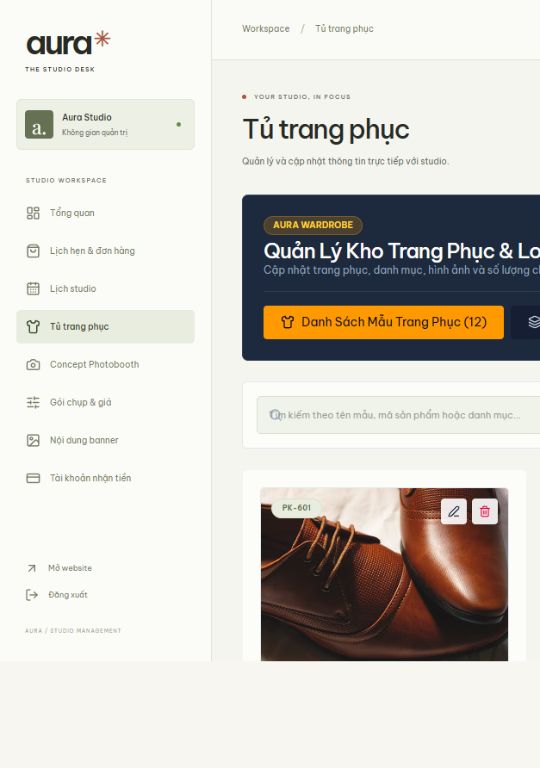 aura
THE STUDIO DESK
a.
Aura Studio
Không gian quản trị
STUDIO WORKSPACE
Tổng quan
Lịch hẹn & đơn hàng
Lịch studio
Tủ trang phục
Concept Photobooth
Gói chụp & giá
Nội dung banner
Tài khoản nhận tiền
Mở website
Đăng xuất
AURA / STUDIO MANAGEMENT
Workspace / Tủ trang phục
YOUR STUDIO, IN FOCUS
Tủ trang phục
Quản lý và cập nhật thông tin trực tiếp với studio.
AURA WARDROBE
Quản Lý Kho Trang Phục & Lo
Cập nhật trang phục, danh mục, hình ảnh và số lượng c
Danh Sách Mẫu Trang Phục (12)
Tìm kiếm theo tên mẫu, mã sản phẩm hoặc danh mục...
PK-601